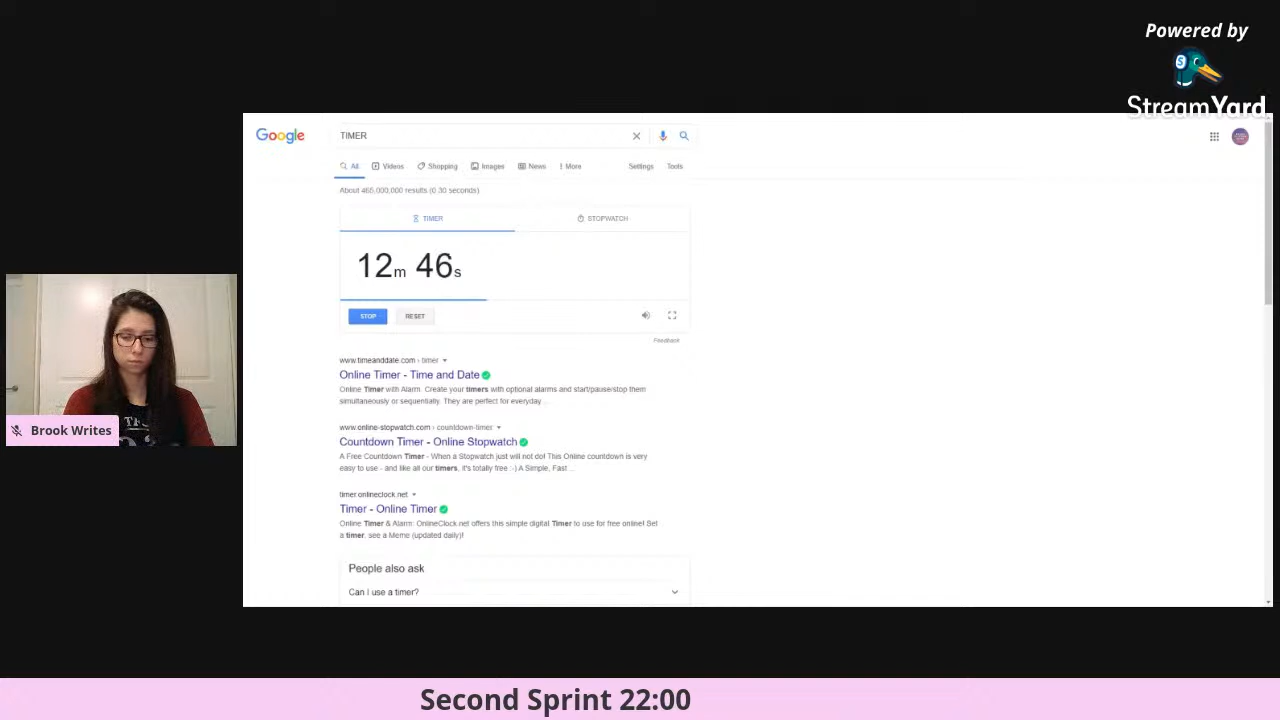 Powered by
StreamYard
Google
TIMER
All Videos Shopping Images News More Settings Tools
About 465,000,000 results (0.30 seconds)
TIMER STOPWATCH
12m 46s
STOP RESET
Feedback
www.timeanddate.com › timer
Online Timer - Time and Date
Online Timer with Alarm. Create your timers with optional alarms and start/pause/stop them
simultaneously or sequentially. They are perfect for everyday ...
www.online-stopwatch.com › countdown-timer
Countdown Timer - Online Stopwatch
A Free Countdown Timer - When a Stopwatch just will not do! This Online countdown is very
easy to use - and like all our timers, it's totally free :-) A Simple, Fast ...
timer.onlineclock.net
Timer - Online Timer
Online Timer & Alarm: OnlineClock.net offers this simple digital Timer to use for free online! Set
a timer, see a Meme (updated daily)!
People also ask
Can I use a timer?
Brook Writes
Second Sprint 22:00